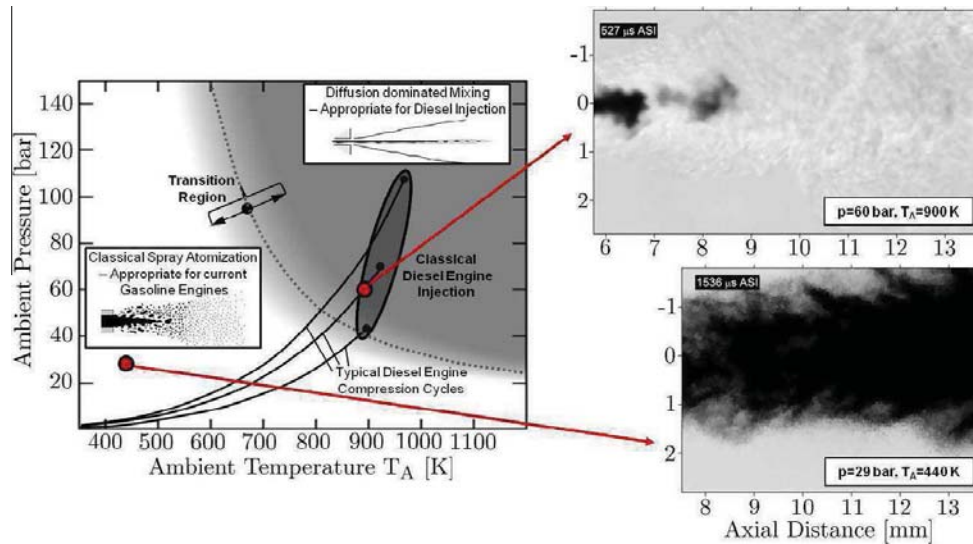 140
120
100
80
60
40
20
Ambient Pressure [bar]
400 500 600 700 800 900 1000 1100
Ambient Temperature T_A [K]
Diffusion dominated Mixing
– Appropriate for Diesel Injection
Transition
Region
Classical Spray Atomization
– Appropriate for current
Gasoline Engines
Classical
Diesel Engine
Injection
Typical Diesel Engine
Compression Cycles
527 µs ASI
-1
0
1
2
p=60 bar, T_A=900 K
6 7 8 9 10 11 12 13
1536 µs ASI
-1
0
1
2
p=29 bar, T_A=440 K
8 9 10 11 12 13
Axial Distance [mm]